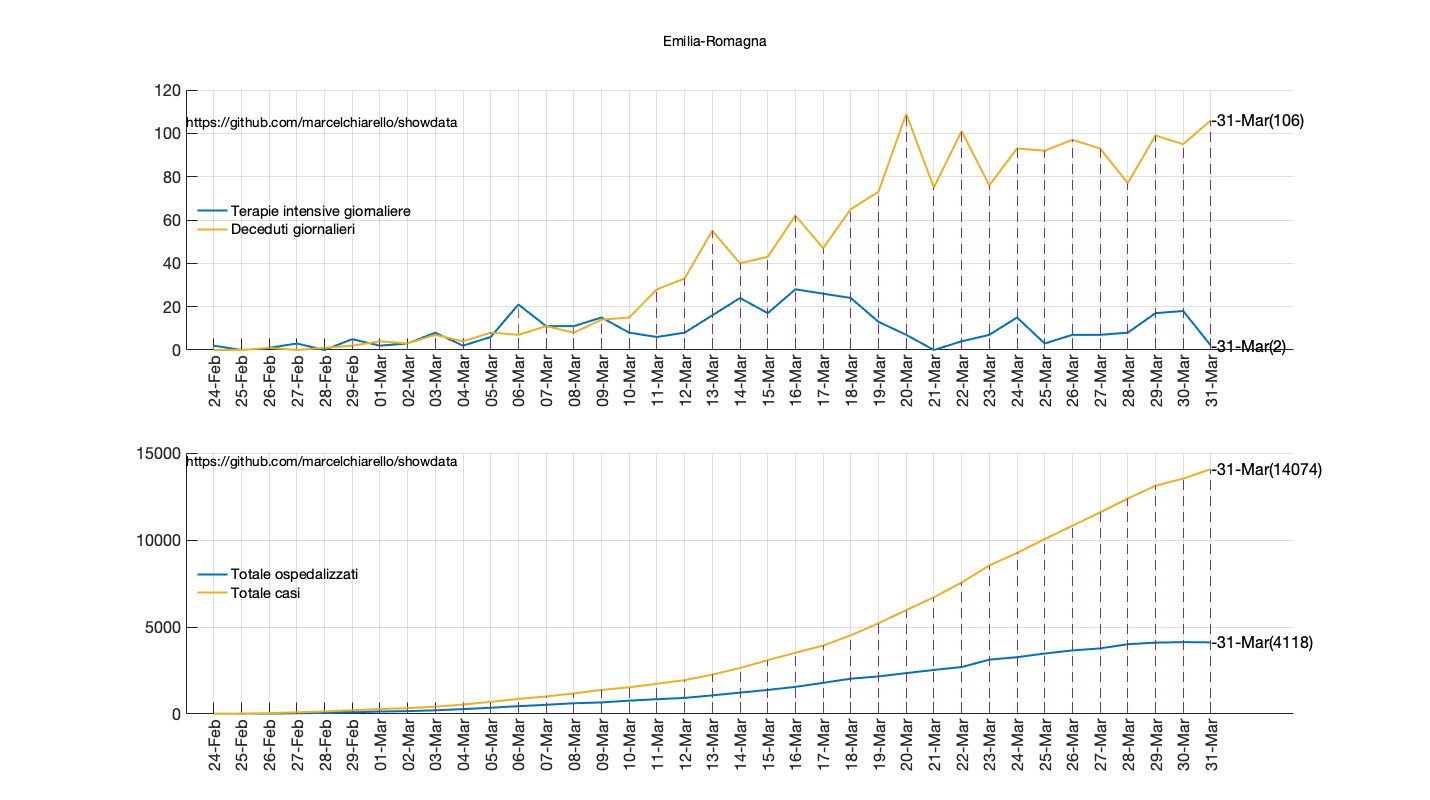 Emilia-Romagna
120
https://github.com/marcelchiarello/showdata
-31-Mar(106)
100
80
Terapie intensive giornaliere
60
Deceduti giornalieri
40
20
0
-31-Mar(2)
24-Feb
25-Feb
26-Feb
27-Feb
28-Feb
29-Feb
01-Mar
02-Mar
03-Mar
04-Mar
05-Mar
06-Mar
07-Mar
08-Mar
09-Mar
10-Mar
11-Mar
12-Mar
13-Mar
14-Mar
15-Mar
16-Mar
17-Mar
18-Mar
19-Mar
20-Mar
21-Mar
22-Mar
23-Mar
24-Mar
25-Mar
26-Mar
27-Mar
28-Mar
29-Mar
30-Mar
31-Mar
15000
https://github.com/marcelchiarello/showdata
-31-Mar(14074)
10000
Totale ospedalizzati
Totale casi
5000
-31-Mar(4118)
0
24-Feb
25-Feb
26-Feb
27-Feb
28-Feb
29-Feb
01-Mar
02-Mar
03-Mar
04-Mar
05-Mar
06-Mar
07-Mar
08-Mar
09-Mar
10-Mar
11-Mar
12-Mar
13-Mar
14-Mar
15-Mar
16-Mar
17-Mar
18-Mar
19-Mar
20-Mar
21-Mar
22-Mar
23-Mar
24-Mar
25-Mar
26-Mar
27-Mar
28-Mar
29-Mar
30-Mar
31-Mar